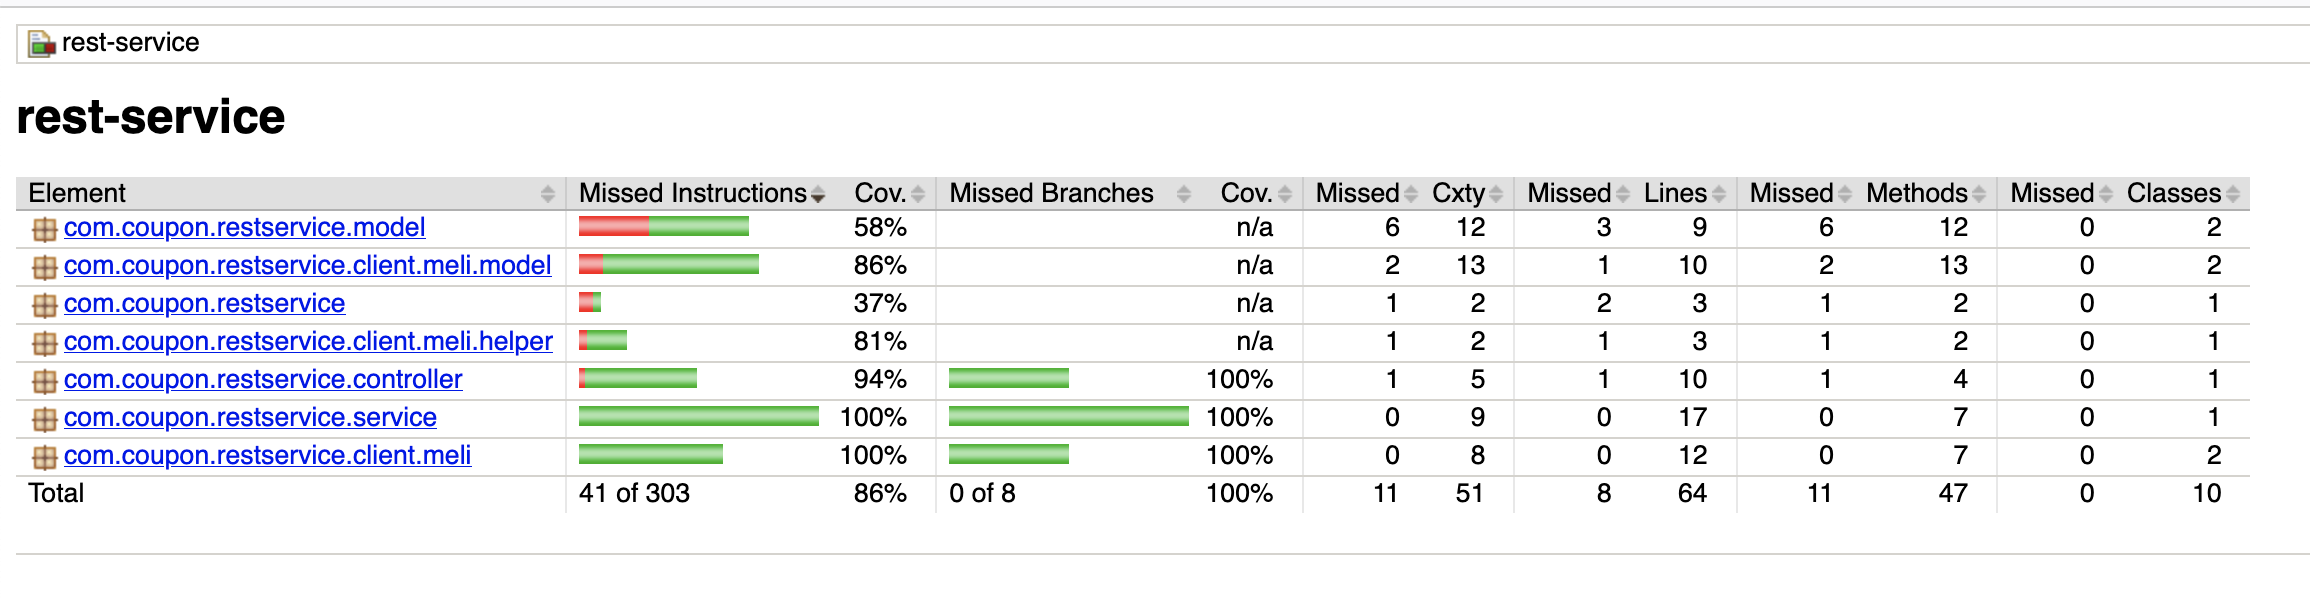 rest-service
rest-service
Element Missed Instructions Cov. Missed Branches Cov. Missed Cxty Missed Lines Missed Methods Missed Classes
com.coupon.restservice.model 58% n/a 6 12 3 9 6 12 0 2
com.coupon.restservice.client.meli.model 86% n/a 2 13 1 10 2 13 0 2
com.coupon.restservice 37% n/a 1 2 2 3 1 2 0 1
com.coupon.restservice.client.meli.helper 81% n/a 1 2 1 3 1 2 0 1
com.coupon.restservice.controller 94% 100% 1 5 1 10 1 4 0 1
com.coupon.restservice.service 100% 100% 0 9 0 17 0 7 0 1
com.coupon.restservice.client.meli 100% 100% 0 8 0 12 0 7 0 2
Total 41 of 303 86% 0 of 8 100% 11 51 8 64 11 47 0 10